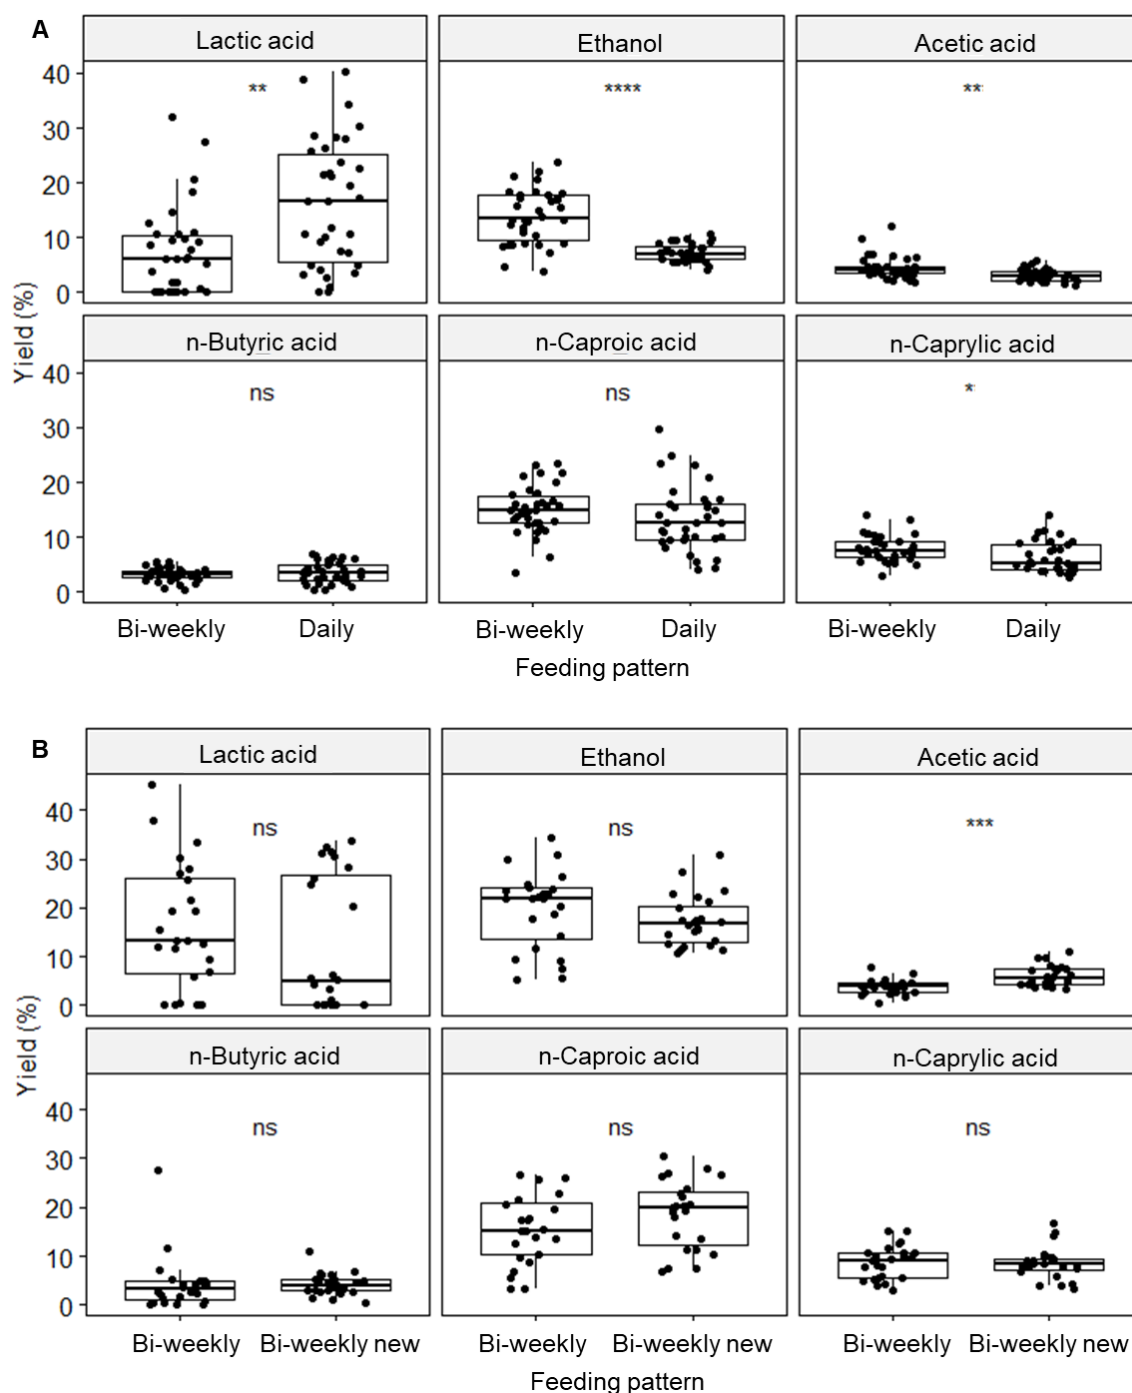 A
Lactic acid
Ethanol
Acetic acid
40
30
20
10
0
**
****
**
n-Butyric acid
n-Caproic acid
n-Caprylic acid
40
30
20
10
0
ns
ns
*
Yield (%)
Bi-weekly
Daily
Bi-weekly
Daily
Bi-weekly
Daily
Feeding pattern
B
Lactic acid
Ethanol
Acetic acid
40
30
20
10
0
ns
ns
***
n-Butyric acid
n-Caproic acid
n-Caprylic acid
40
30
20
10
0
ns
ns
ns
Yield (%)
Bi-weekly
Bi-weekly new
Bi-weekly
Bi-weekly new
Bi-weekly
Bi-weekly new
Feeding pattern